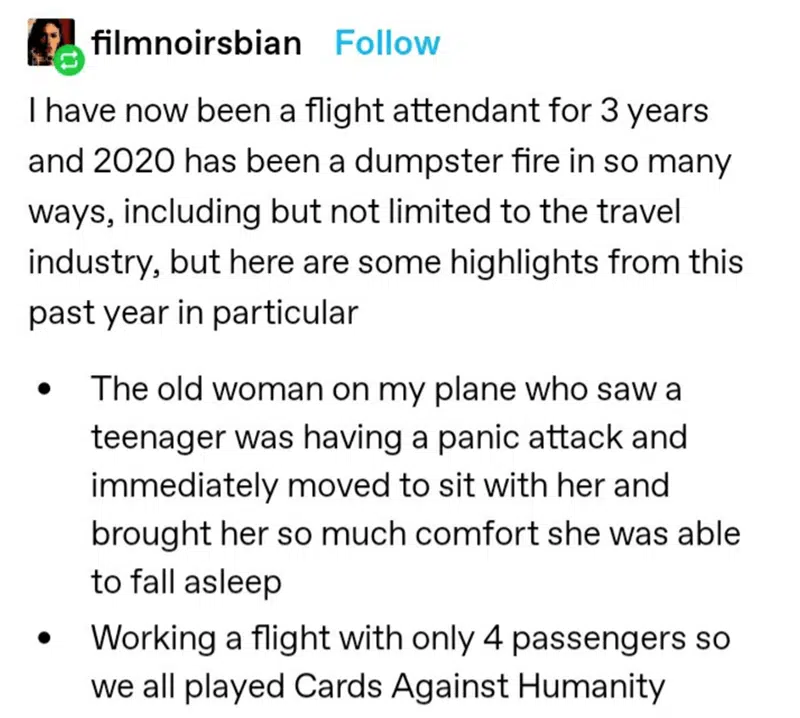 filmnoirsbian Follow
I have now been a flight attendant for 3 years
and 2020 has been a dumpster fire in so many
ways, including but not limited to the travel
industry, but here are some highlights from this
past year in particular
• The old woman on my plane who saw a
teenager was having a panic attack and
immediately moved to sit with her and
brought her so much comfort she was able
to fall asleep
• Working a flight with only 4 passengers so
we all played Cards Against Humanity